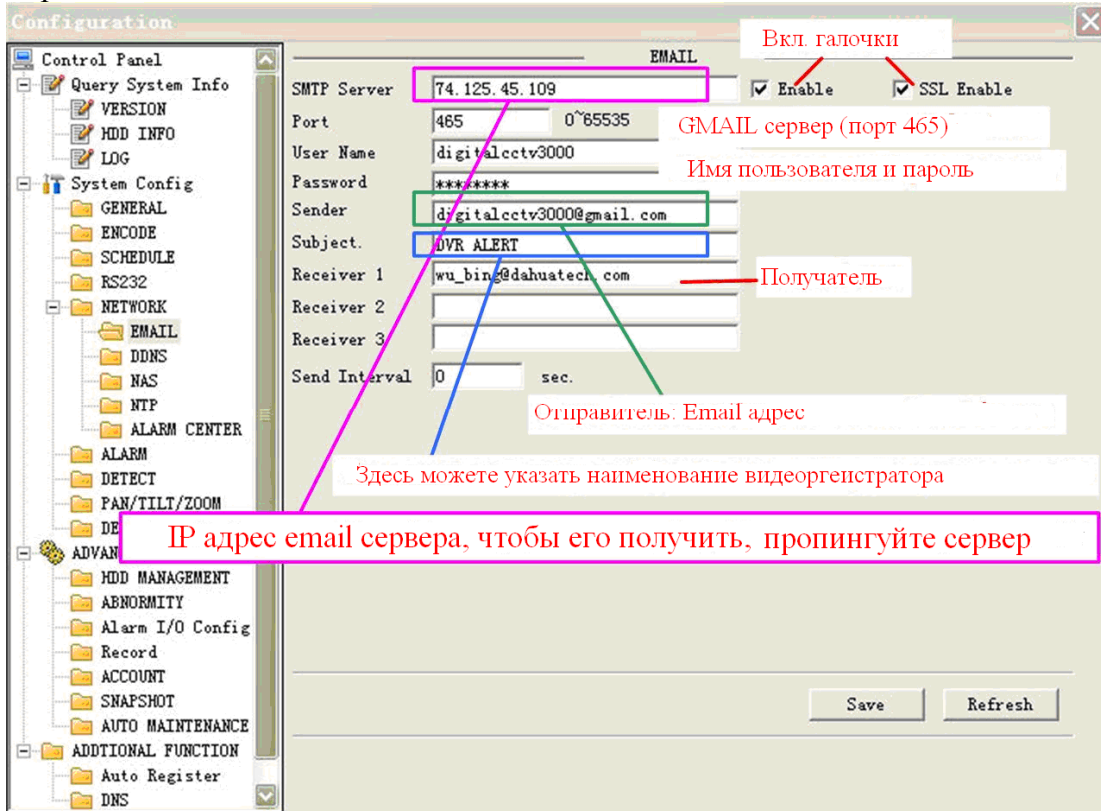 Configuration
Control Panel
Query System Info
VERSION
HDD INFO
LOG
System Config
GENERAL
ENCODE
SCHEDULE
RS232
NETWORK
EMAIL
DDNS
NAS
NTP
ALARM CENTER
ALARM
DETECT
PAN/TILT/ZOOM
DE
ADVAN
HDD MANAGEMENT
ABNORMITY
Alarm I/O Config
Record
ACCOUNT
SNAPSHOT
AUTO MAINTENANCE
ADDTIONAL FUNCTION
Auto Register
DNS
Вкл. галочки
EMAIL
SMTP Server 74.125.45.109 Enable SSL Enable
Port 465 0~65535
GMAIL сервер (порт 465)
User Name digitalcctv3000
Имя пользователя и пароль
Password ********
Sender digitalcctv3000@gmail.com
Subject. DVR ALERT
Receiver 1 wu_bing@dahuatech.com
Получатель
Receiver 2
Receiver 3
Send Interval 0 sec.
Отправитель: Email адрес
Здесь можете указать наименование видеоргеистратора
IP адрес email сервера, чтобы его получить, пропингуйте сервер
Save Refresh